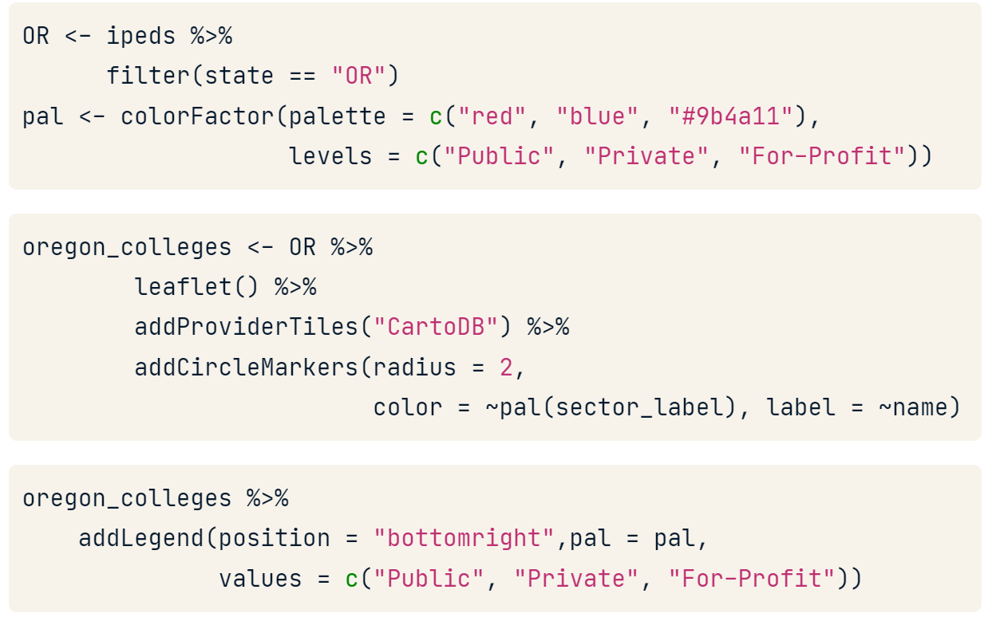 OR <- ipeds %>%
      filter(state == "OR")
pal <- colorFactor(palette = c("red", "blue", "#9b4a11"),
                   levels = c("Public", "Private", "For-Profit"))
oregon_colleges <- OR %>%
        leaflet() %>%
        addProviderTiles("CartoDB") %>%
        addCircleMarkers(radius = 2,
                         color = ~pal(sector_label), label = ~name)
oregon_colleges %>%
    addLegend(position = "bottomright",pal = pal,
              values = c("Public", "Private", "For-Profit"))